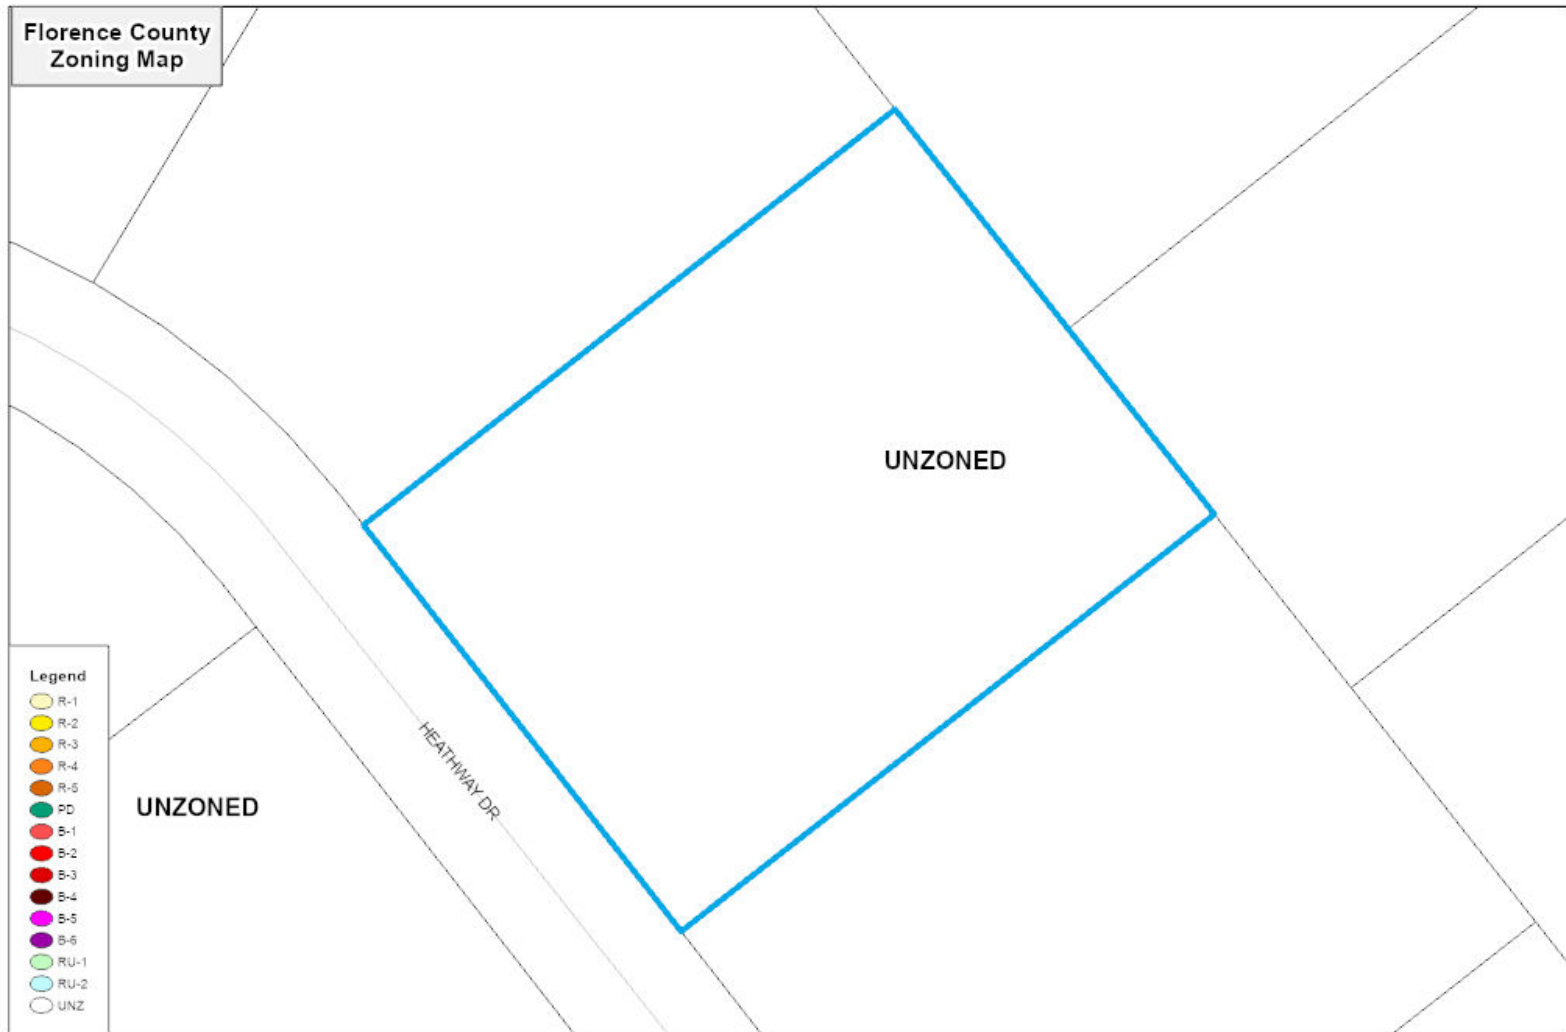 Florence County
Zoning Map
UNZONED
HEATHWAY DR
UNZONED
Legend
R-1
R-2
R-3
R-4
R-5
PD
B-1
B-2
B-3
B-4
B-5
B-6
RU-1
RU-2
UNZ